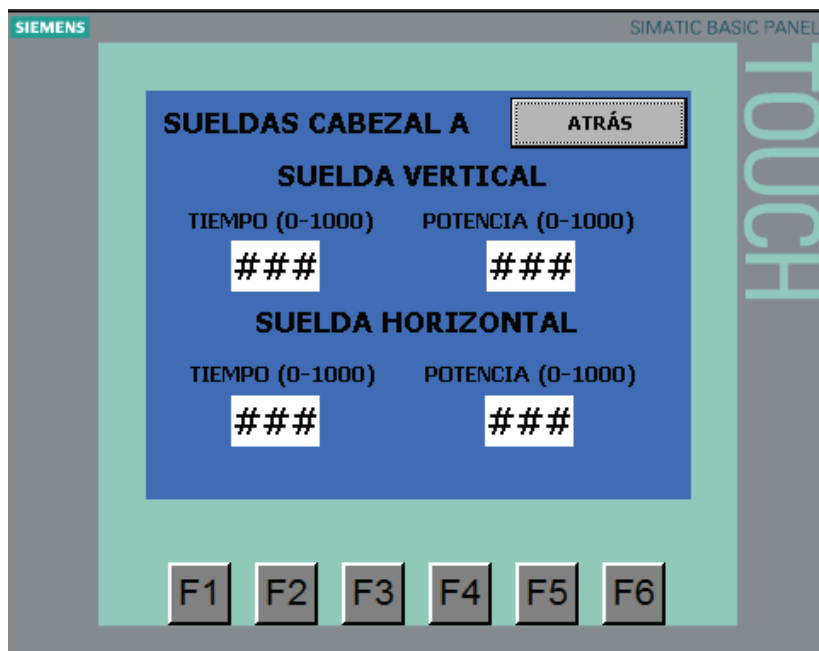 SIEMENS
SIMATIC BASIC PANEL
TOUCH
SUELDAS CABEZAL A
ATRÁS
SUELDA VERTICAL
TIEMPO (0-1000) POTENCIA (0-1000)
### ###
SUELDA HORIZONTAL
TIEMPO (0-1000) POTENCIA (0-1000)
### ###
F1 F2 F3 F4 F5 F6